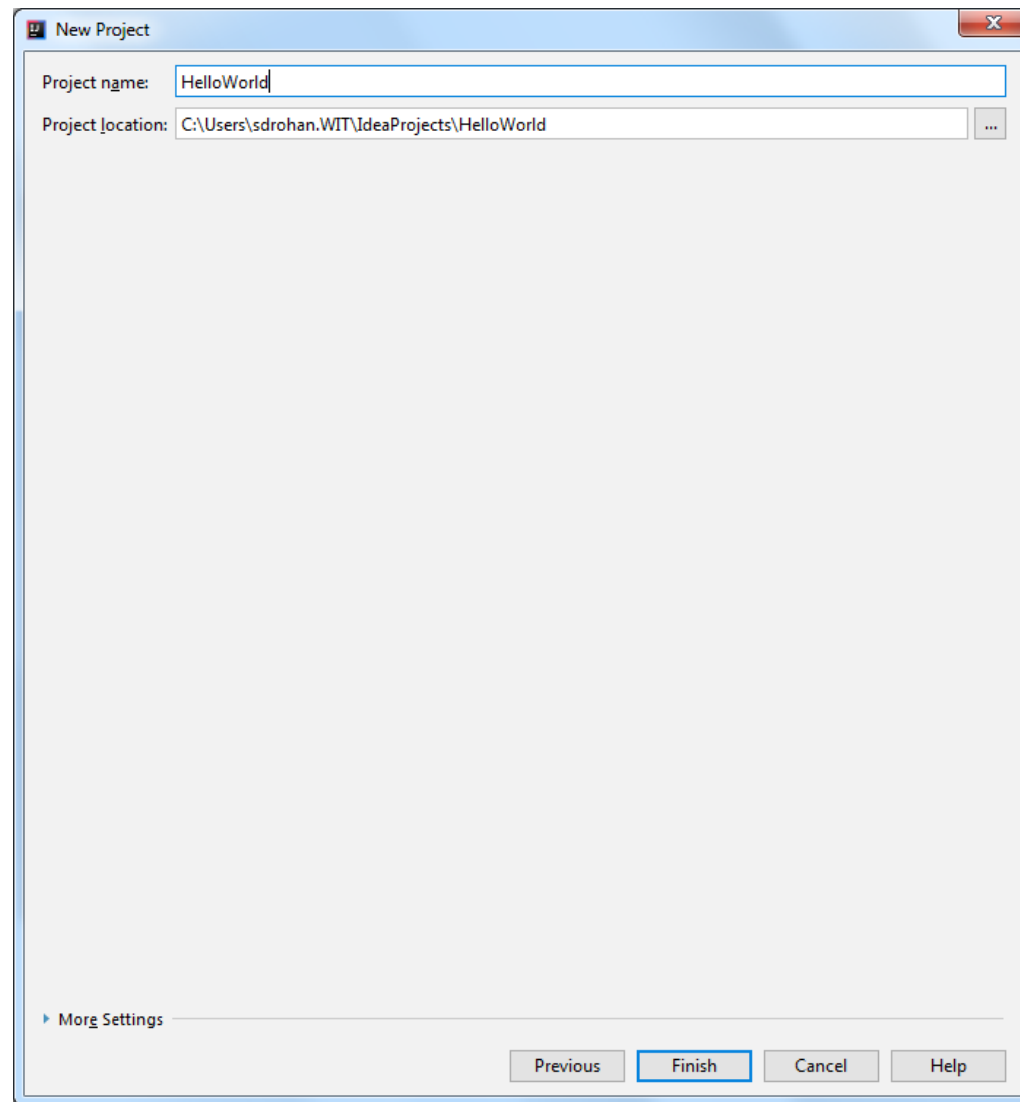 New Project
Project name: HelloWorld
Project location: C:\Users\sdrohan.WIT\IdeaProjects\HelloWorld ...
More Settings
Previous Finish Cancel Help